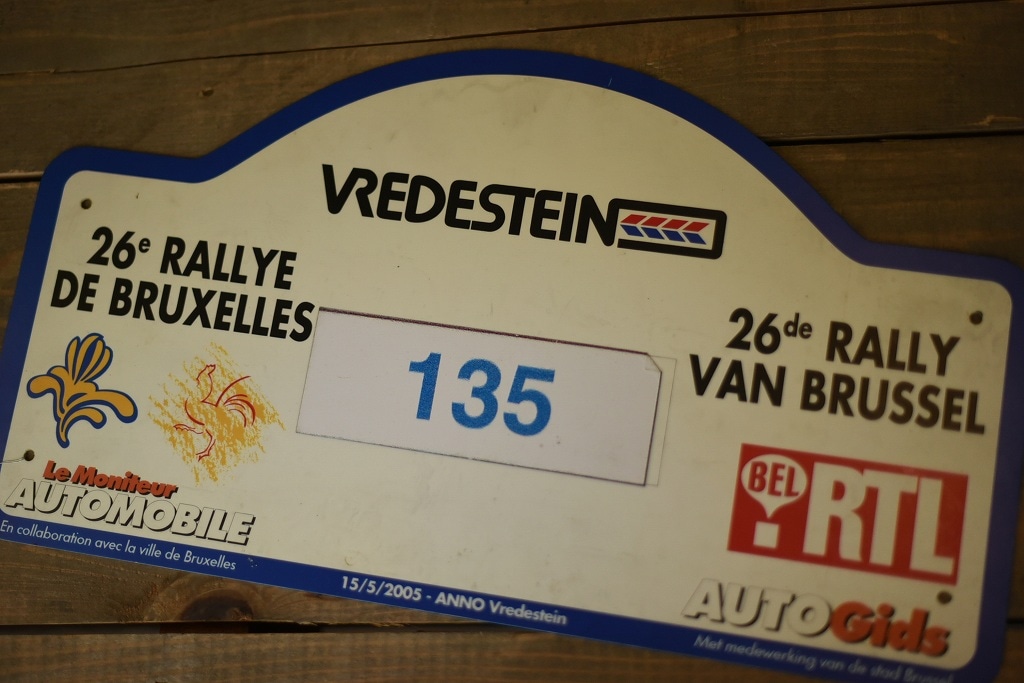 VREDESTEIN
26e RALLYE
DE BRUXELLES
135
26de RALLY
VAN BRUSSEL
Le Moniteur
AUTOMOBILE
En collaboration avec la ville de Bruxelles
15/5/2005 - ANNO Vredestein
BEL
RTL
AUTOGids
Met medewerking van de stad Brussel